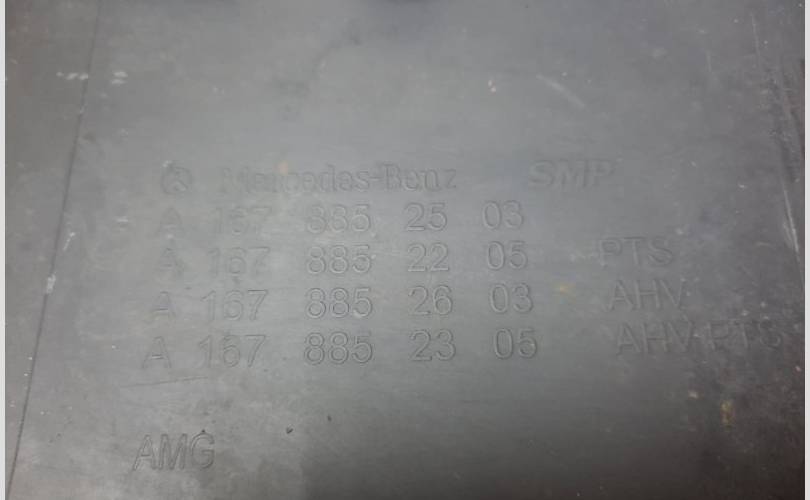 Mercedes-Benz SMP
A 167 885 25 03
A 167 885 22 05 PTS
A 167 885 26 03 AHV
A 167 885 23 05 AHV-PTS
AMG